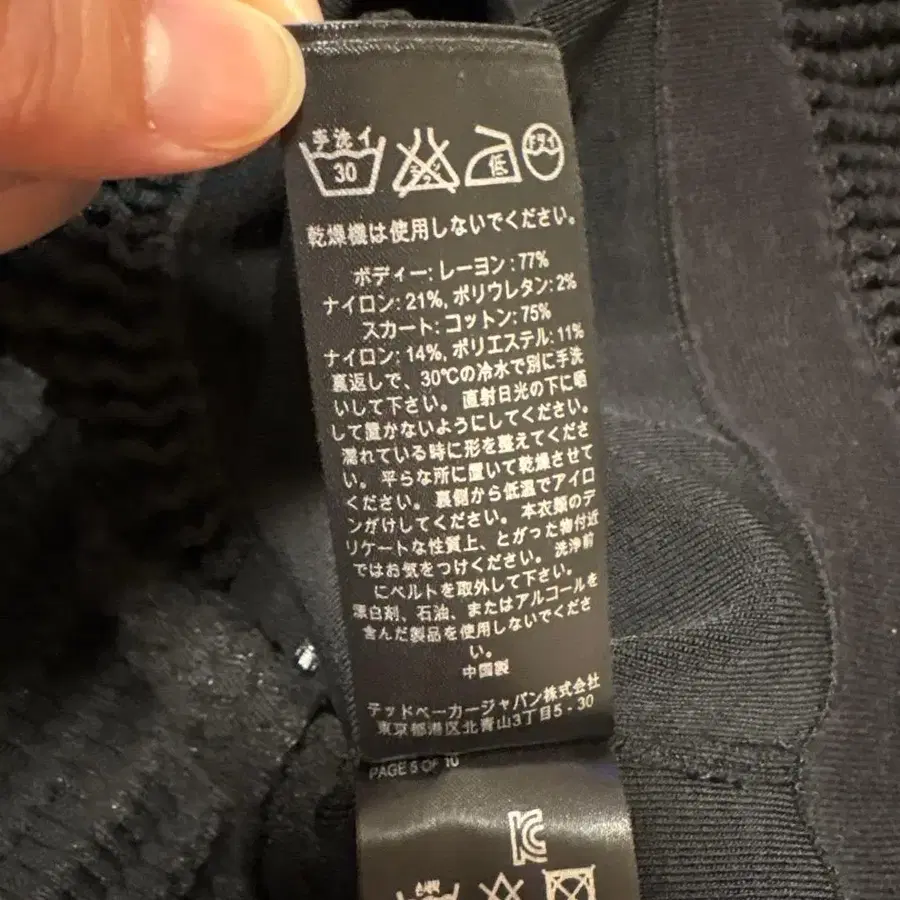 手洗イ
30
低
ドライ
乾燥機は使用しないでください。
ボディー: レーヨン : 77%
ナイロン: 21%, ポリウレタン: 2%
スカート: コットン: 75%
ナイロン: 14%, ポリエステル: 11%
裏返しで、30℃の冷水で別に手洗
いして下さい。 直射日光の下に晒
して置かないようにしてください。
濡れている時に形を整えてくださ
い。 平らな所に置いて乾燥させて
ください。 裏側から低温でアイロ
ンがけしてください。 本衣類のデ
リケートな性質上、とがった物付近
ではお気をつけください。 洗浄前
にベルトを取外して下さい。
漂白剤、石油、またはアルコールを
含んだ製品を使用しないでくださ
い。
中国製
テッドベーカージャパン株式会社
東京都港区北青山3丁目5 - 30
PAGE 5 OF 10